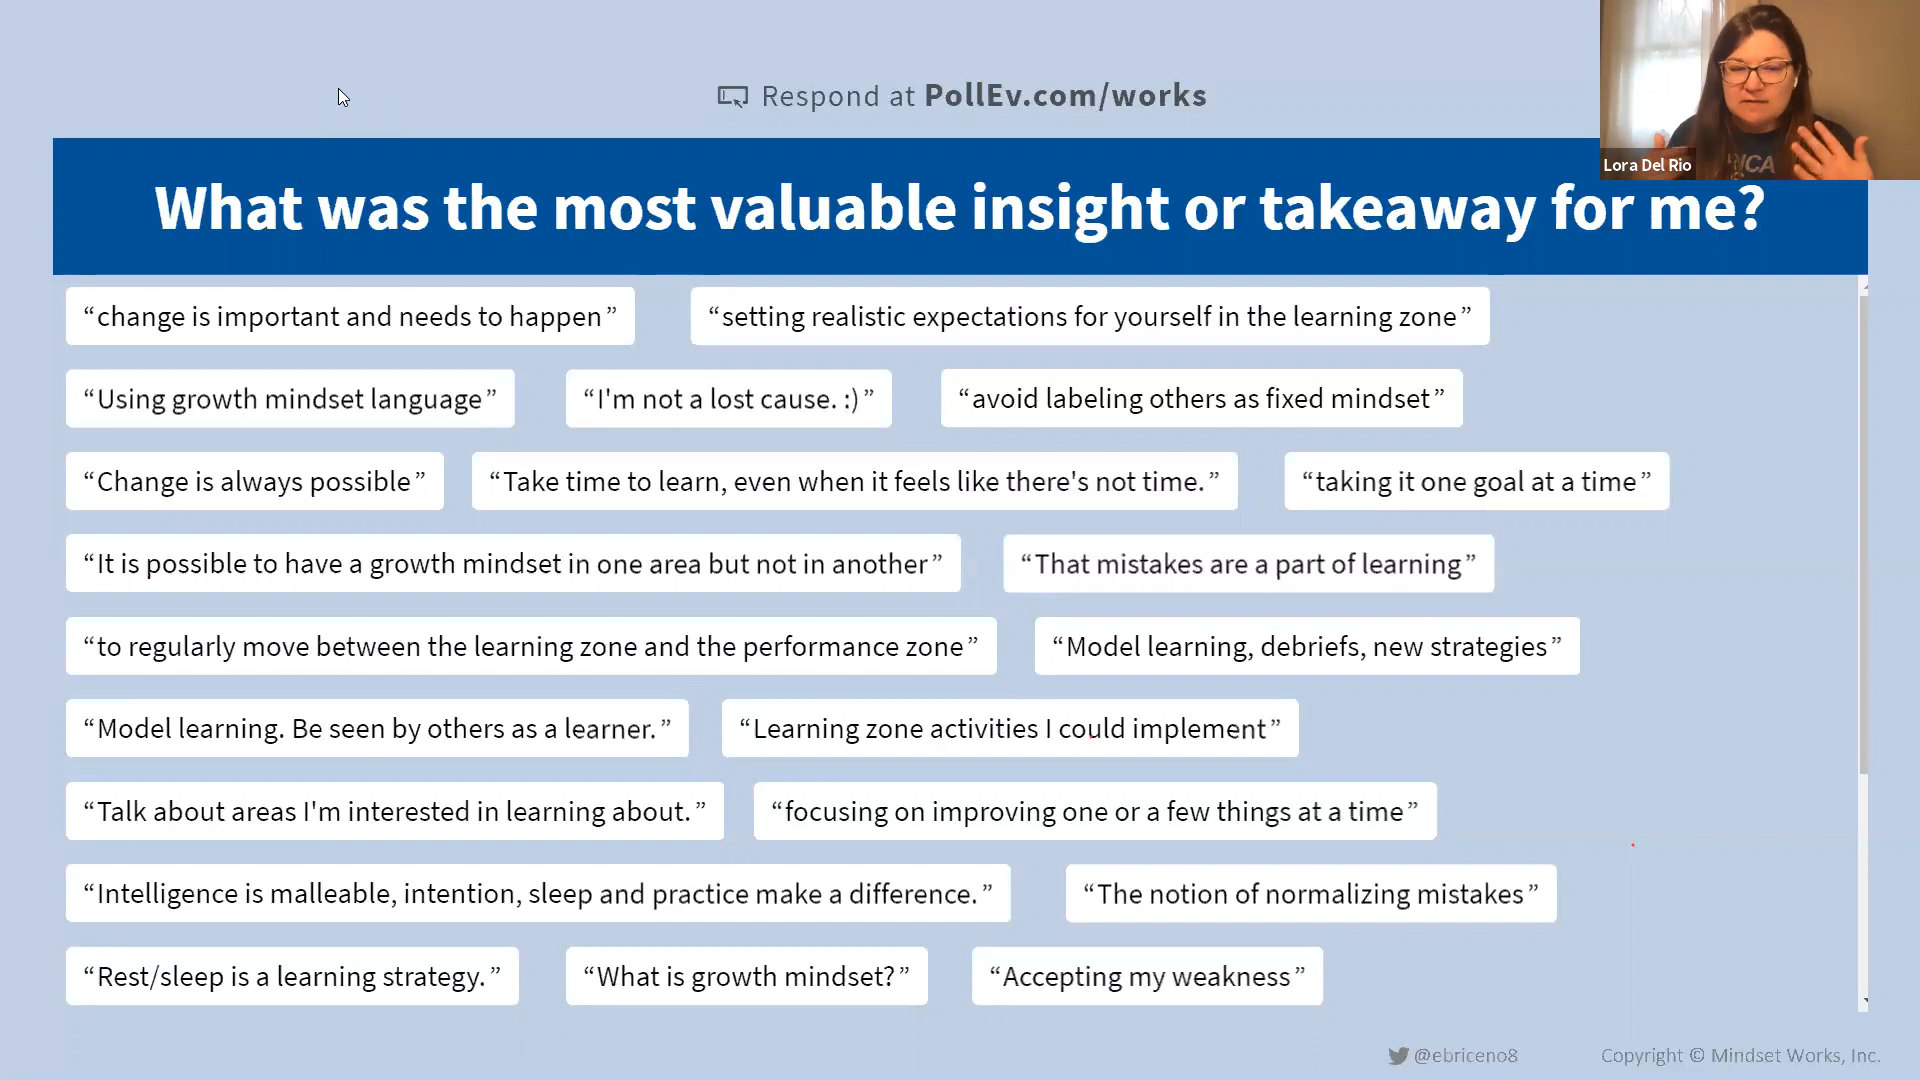 Respond at PollEv.com/works
Lora Del Rio
What was the most valuable insight or takeaway for me?
“change is important and needs to happen” “setting realistic expectations for yourself in the learning zone”
“Using growth mindset language” “I'm not a lost cause. :)” “avoid labeling others as fixed mindset”
“Change is always possible” “Take time to learn, even when it feels like there's not time.” “taking it one goal at a time”
“It is possible to have a growth mindset in one area but not in another” “That mistakes are a part of learning”
“to regularly move between the learning zone and the performance zone” “Model learning, debriefs, new strategies”
“Model learning. Be seen by others as a learner.” “Learning zone activities I could implement”
“Talk about areas I'm interested in learning about.” “focusing on improving one or a few things at a time”
“Intelligence is malleable, intention, sleep and practice make a difference.” “The notion of normalizing mistakes”
“Rest/sleep is a learning strategy.” “What is growth mindset?” “Accepting my weakness”
@ebriceno8 Copyright © Mindset Works, Inc.